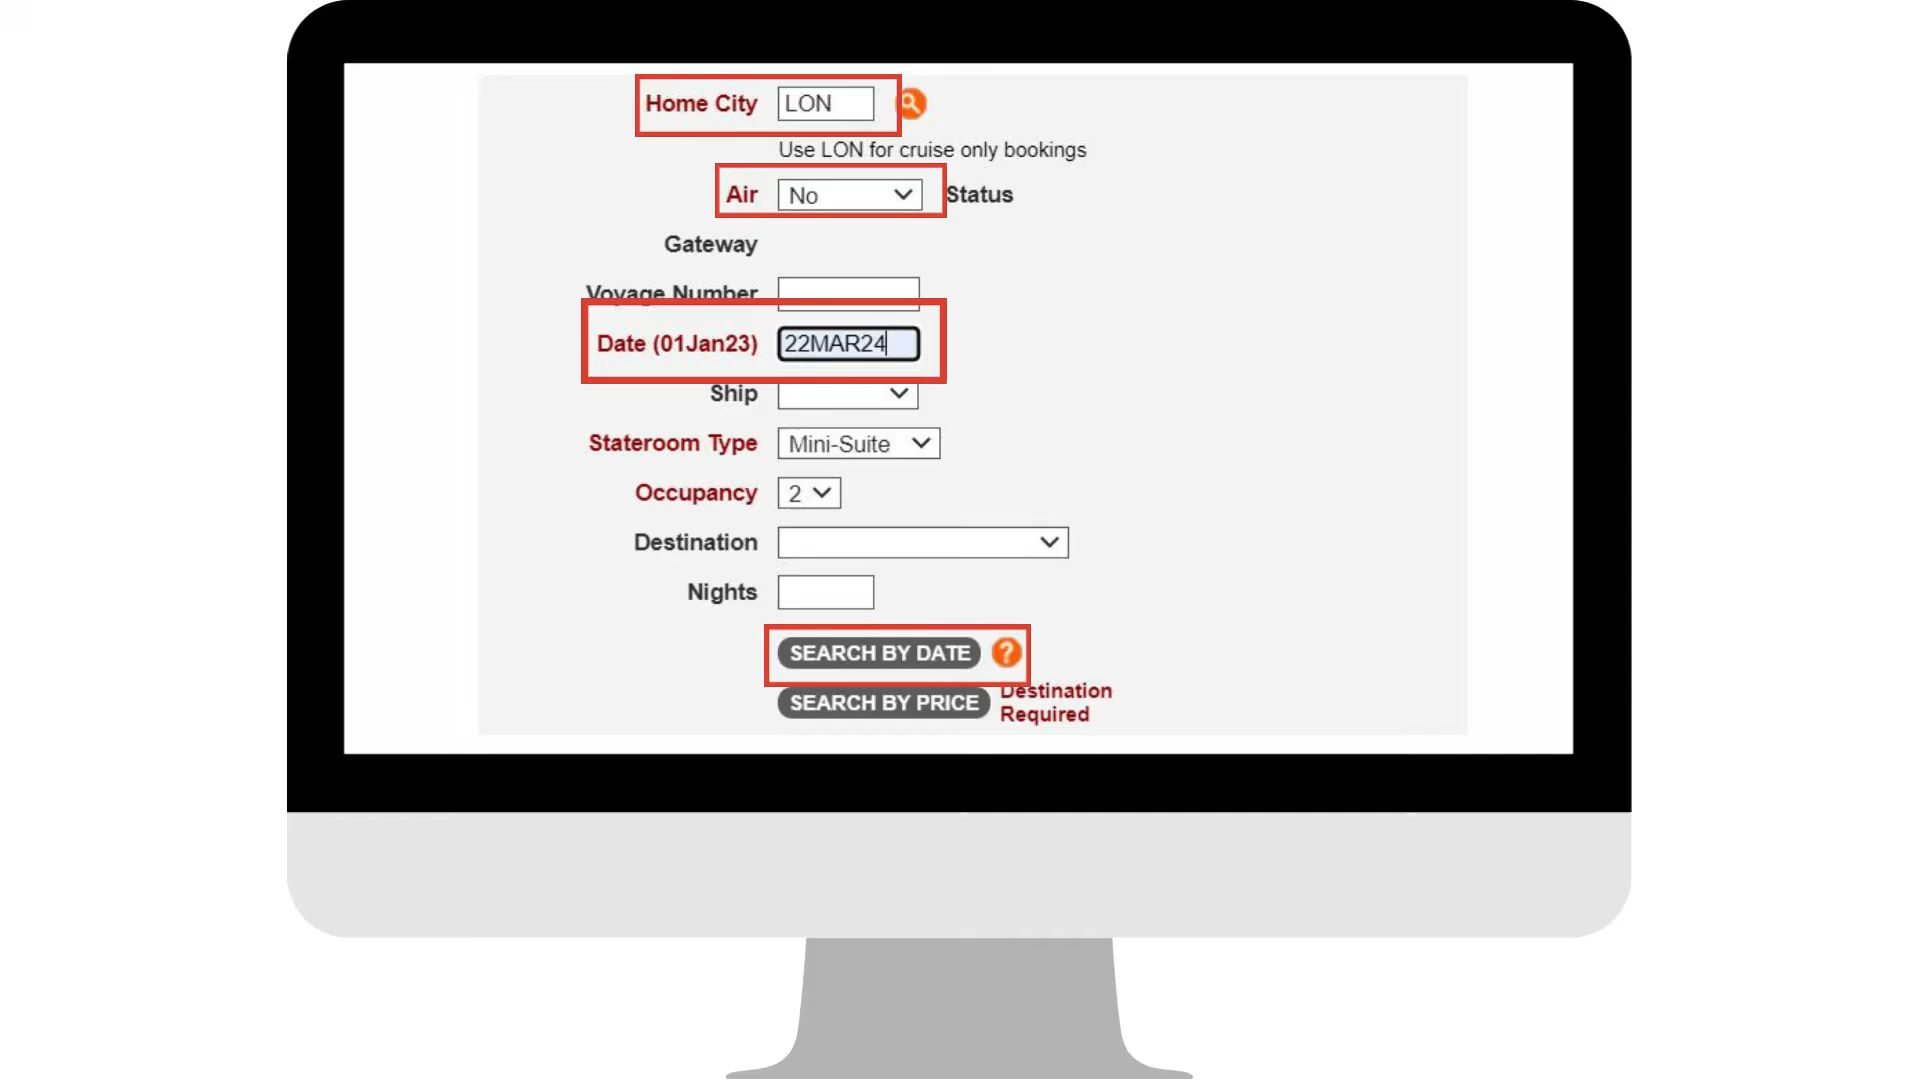 Home City LON
Use LON for cruise only bookings
Air No Status
Gateway
Voyage Number
Date (01Jan23) 22MAR24
Ship
Stateroom Type Mini-Suite
Occupancy 2
Destination
Nights
SEARCH BY DATE ?
SEARCH BY PRICE Destination
Required